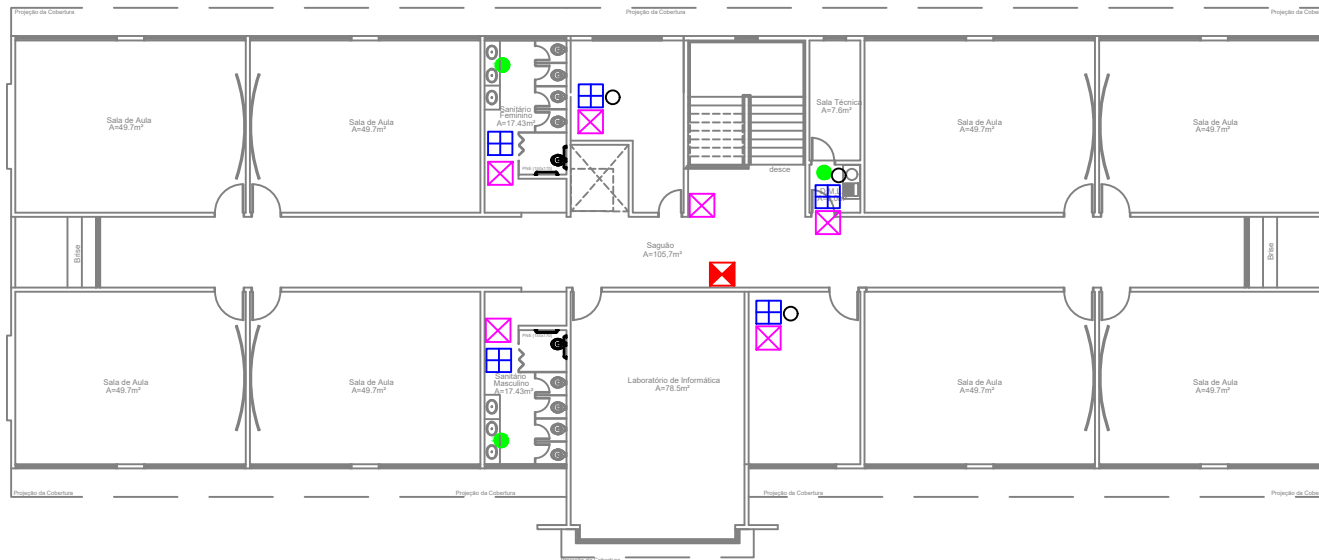 Projeção da Cobertura
Projeção da Cobertura
Projeção da Cobertura
Sala de Aula
A=49.7m²
Sala de Aula
A=49.7m²
Sanitário
Feminino
A=17.43m²
Sala Técnica
A=7.6m²
Sala de Aula
A=49.7m²
Sala de Aula
A=49.7m²
desce
D.M.L
Brise
Saguão
A=105,7m²
Brise
Sala de Aula
A=49.7m²
Sala de Aula
A=49.7m²
Sanitário
Masculino
A=17.43m²
Laboratório de Informática
A=78.5m²
Sala de Aula
A=49.7m²
Sala de Aula
A=49.7m²
Projeção da Cobertura
Projeção da Cobertura
Projeção da Cobertura
Projeção da Cobertura
Projeção da Cobertura